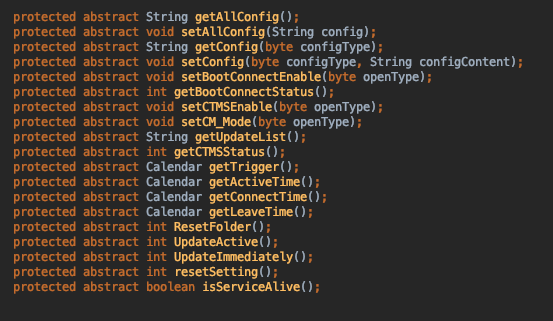 protected abstract String getAllConfig();
protected abstract void setAllConfig(String config);
protected abstract String getConfig(byte configType);
protected abstract void setConfig(byte configType, String configContent);
protected abstract void setBootConnectEnable(byte openType);
protected abstract int getBootConnectStatus();
protected abstract void setCTMSEnable(byte openType);
protected abstract void setCM_Mode(byte openType);
protected abstract String getUpdateList();
protected abstract int getCTMSStatus();
protected abstract Calendar getTrigger();
protected abstract Calendar getActiveTime();
protected abstract Calendar getConnectTime();
protected abstract Calendar getLeaveTime();
protected abstract int ResetFolder();
protected abstract int UpdateActive();
protected abstract int UpdateImmediately();
protected abstract int resetSetting();
protected abstract boolean isServiceAlive();